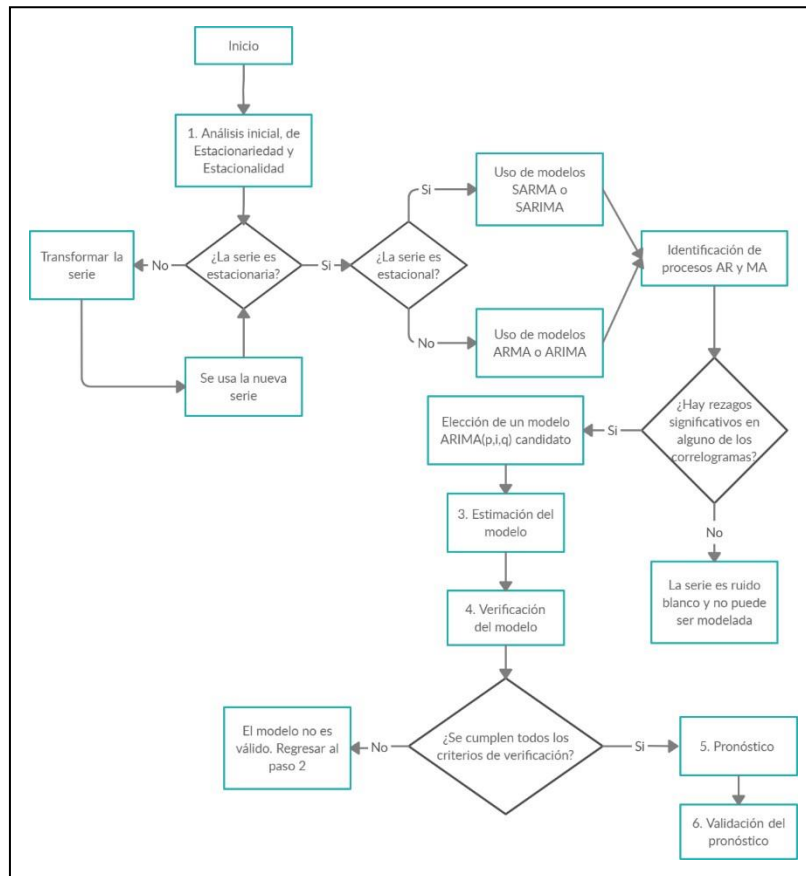 Inicio
1. Análisis inicial, de
Estacionariedad y
Estacionalidad
¿La serie es
estacionaria?
No
Transformar la
serie
Se usa la nueva
serie
Si
¿La serie es
estacional?
Si
Uso de modelos
SARMA o
SARIMA
No
Uso de modelos
ARMA o ARIMA
Identificación de
procesos AR y MA
¿Hay rezagos
significativos en
alguno de los
correlogramas?
No
La serie es ruido
blanco y no puede
ser modelada
Si
Elección de un modelo
ARIMA(p,i,q) candidato
3. Estimación del
modelo
4. Verificación
del modelo
¿Se cumplen todos los
criterios de verificación?
No
El modelo no es
válido. Regresar al
paso 2
Si
5. Pronóstico
6. Validación del
pronóstico